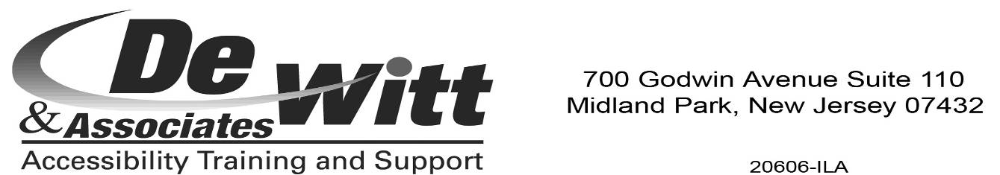 De Witt
& Associates
Accessibility Training and Support
700 Godwin Avenue Suite 110
Midland Park, New Jersey 07432
20606-ILA